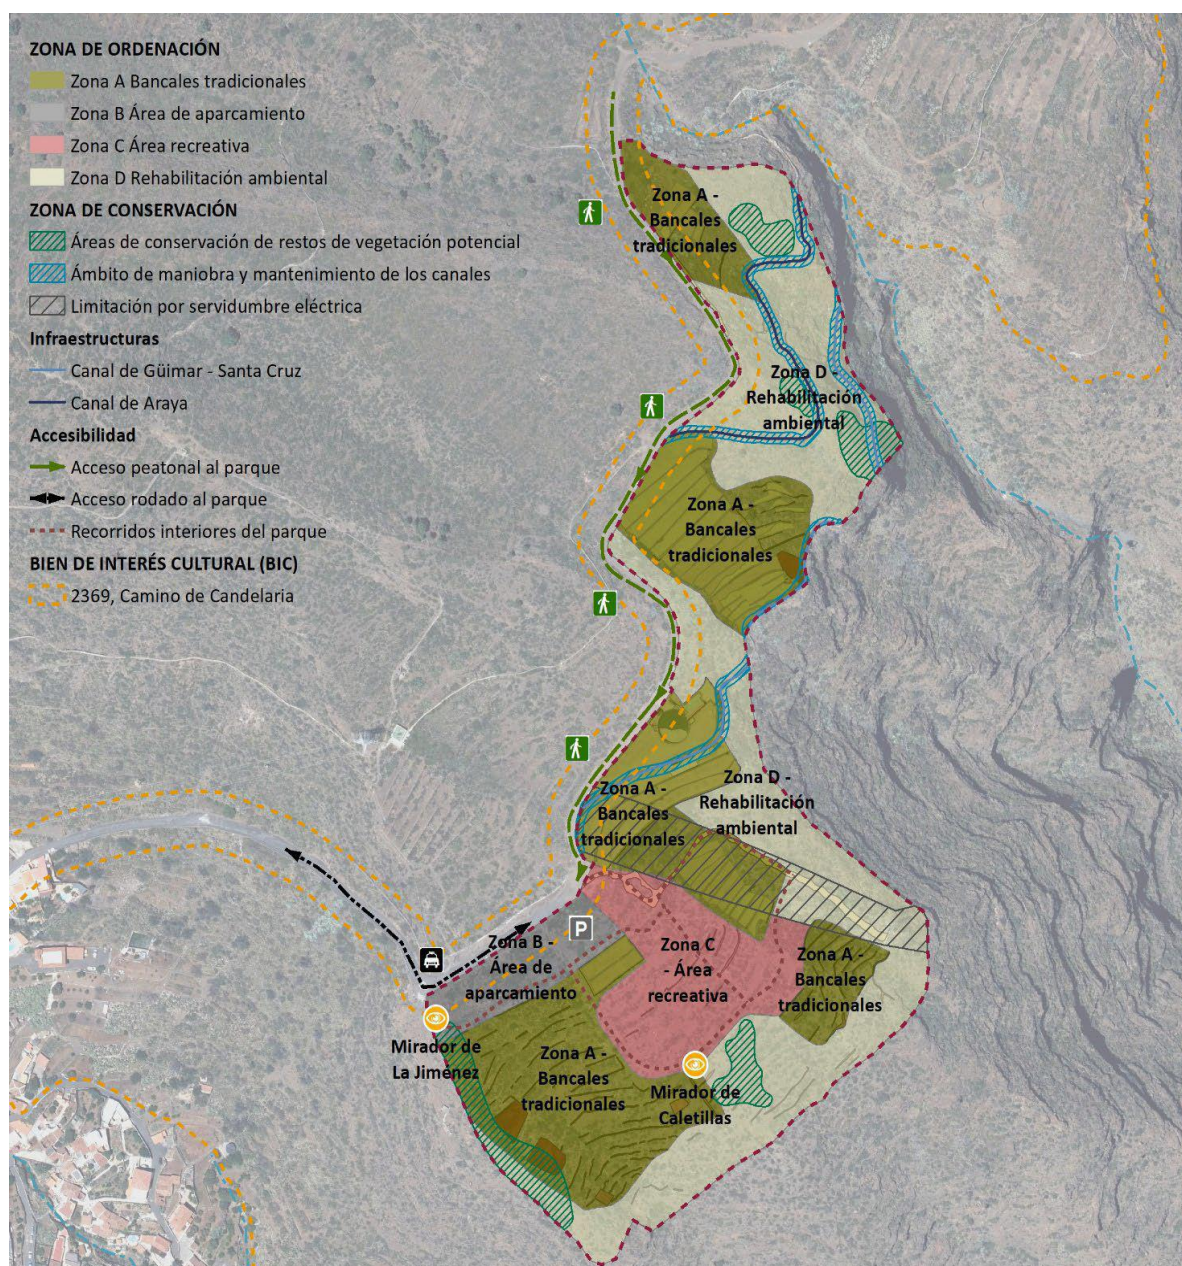 ZONA DE ORDENACIÓN
Zona A Bancales tradicionales
Zona B Área de aparcamiento
Zona C Área recreativa
Zona D Rehabilitación ambiental
ZONA DE CONSERVACIÓN
Áreas de conservación de restos de vegetación potencial
Ámbito de maniobra y mantenimiento de los canales
Limitación por servidumbre eléctrica
Infraestructuras
Canal de Güimar - Santa Cruz
Canal de Araya
Accesibilidad
Acceso peatonal al parque
Acceso rodado al parque
Recorridos interiores del parque
BIEN DE INTERÉS CULTURAL (BIC)
2369, Camino de Candelaria
Zona A -
Bancales
tradicionales
Zona D -
Rehabilitación
ambiental
Zona A -
Bancales
tradicionales
Zona D -
Rehabilitación
ambiental
Zona A -
Bancales
tradicionales
P
Zona B -
Área de
aparcamiento
Zona C
- Área
recreativa
Zona A -
Bancales
tradicionales
Mirador de
La Jiménez
Zona A -
Bancales
tradicionales
Mirador de
Caletillas